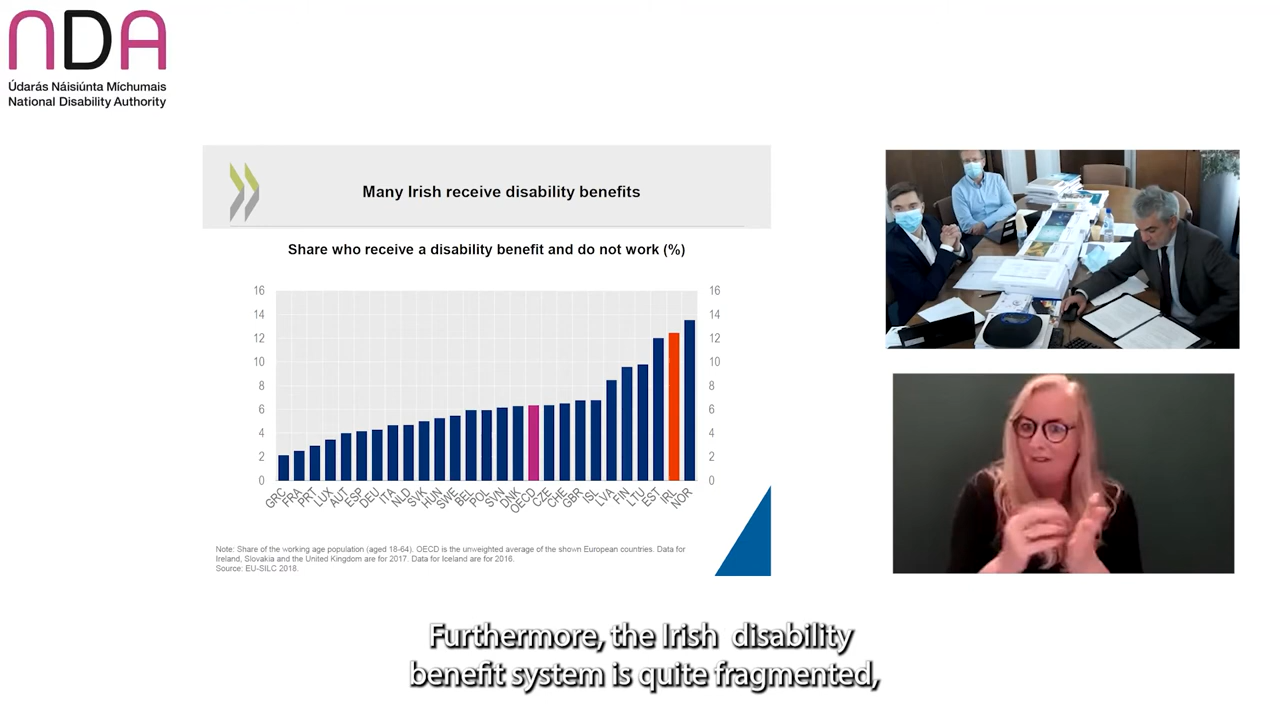 NDA
Údarás Náisiúnta Míchumais
National Disability Authority
Many Irish receive disability benefits
Share who receive a disability benefit and do not work (%)
16 16
14 14
12 12
10 10
8 8
6 6
4 4
2 2
0 0
GRC FRA PRT LUX AUT ESP DEU ITA NLD SVK HUN SWE BEL POL SVN DNK OECD CZE CHE GBR ISL LVA FIN LTU EST IRL NOR
Note: Share of the working age population (aged 18-64). OECD is the unweighted average of the shown European countries. Data for
Ireland, Slovakia and the United Kingdom are for 2017. Data for Iceland are for 2016.
Source: EU-SILC 2018.
Furthermore, the Irish disability
benefit system is quite fragmented,